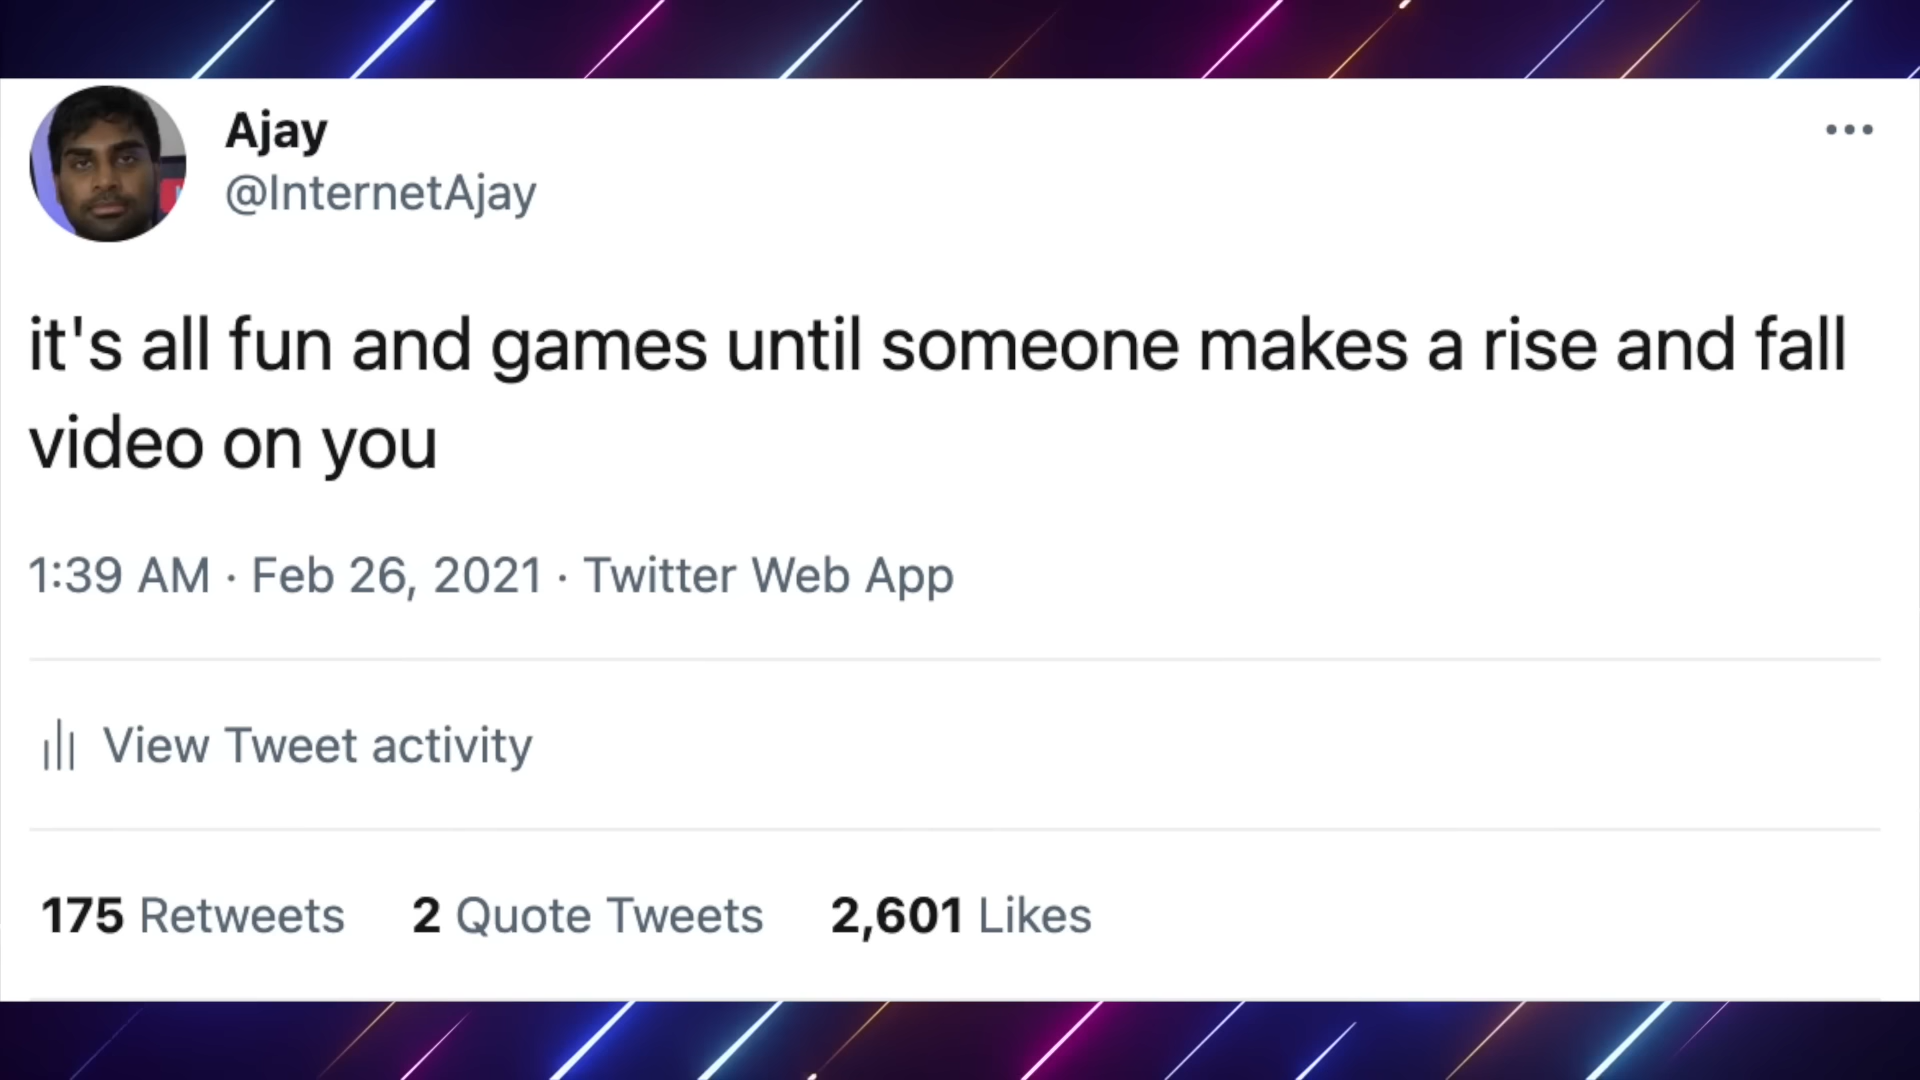 Ajay
@InternetAjay
it's all fun and games until someone makes a rise and fall
video on you
1:39 AM · Feb 26, 2021 · Twitter Web App
View Tweet activity
175 Retweets 2 Quote Tweets 2,601 Likes